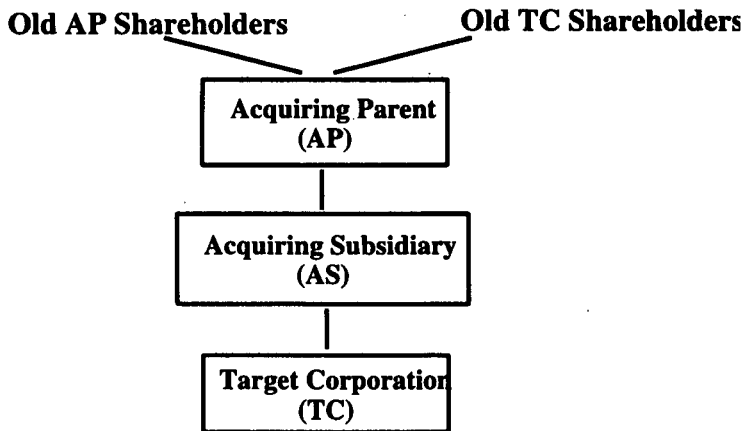 Old AP Shareholders
Old TC Shareholders
Acquiring Parent
(AP)
Acquiring Subsidiary
(AS)
Target Corporation
(TC)